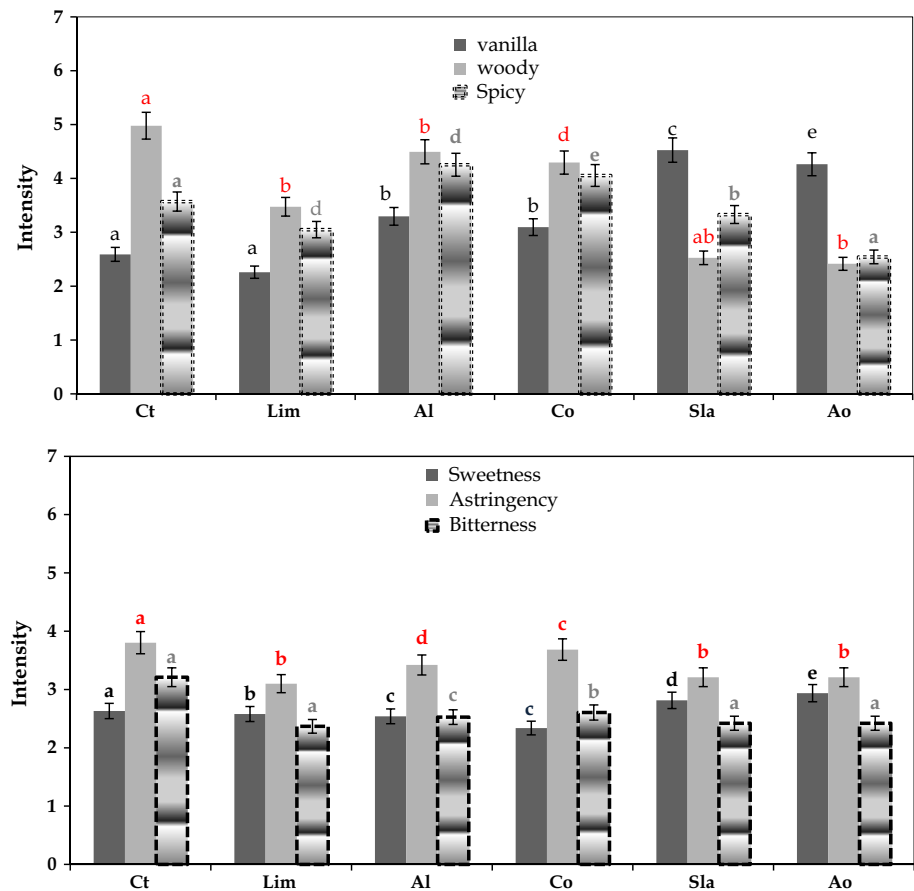 7
vanilla
woody
Spicy
6
a
c
5
b
d
d
e
e
4
a
b
b
b
b
d
Intensity
3
a
a
ab
b
a
2
1
0
Ct Lim Al Co Sla Ao
7
Sweetness
Astringency
Bitterness
6
5
a
c
d
4
b
b
b
Intensity
a
3
a
b
c
c
c
b
d
a
e
a
a
2
1
0
Ct Lim Al Co Sla Ao